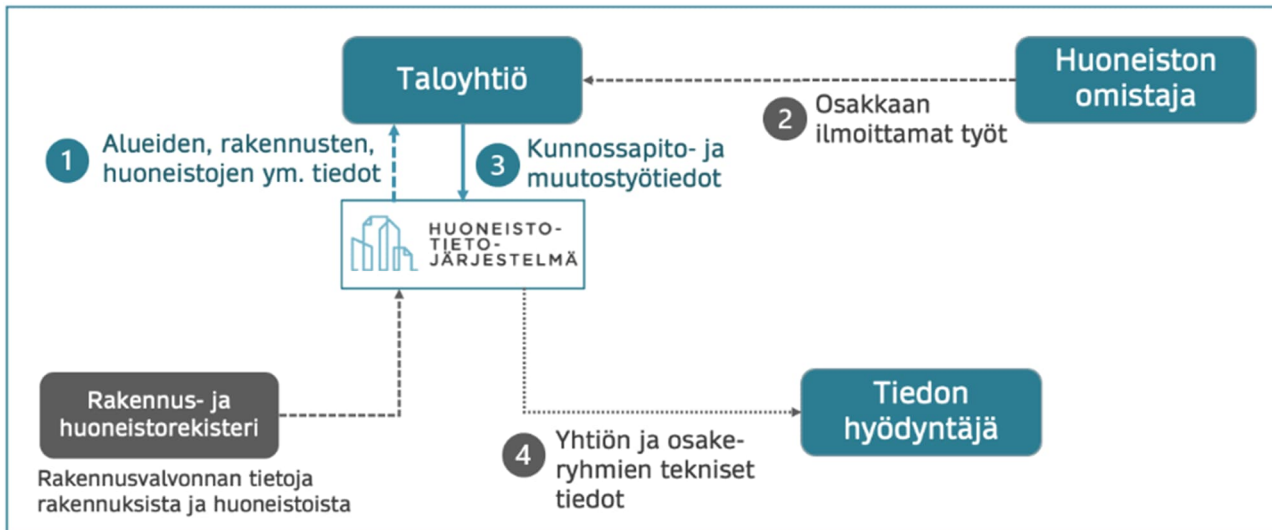 Taloyhtiö
Huoneiston
omistaja
1
Alueiden, rakennusten,
huoneistojen ym. tiedot
2
Osakkaan
ilmoittamat työt
3
Kunnossapito- ja
muutostyötiedot
HUONEISTO-
TIETO-
JÄRJESTELMÄ
Rakennus- ja
huoneistorekisteri
Rakennusvalvonnan tietoja
rakennuksista ja huoneistoista
4
Yhtiön ja osake-
ryhmien tekniset
tiedot
Tiedon
hyödyntäjä